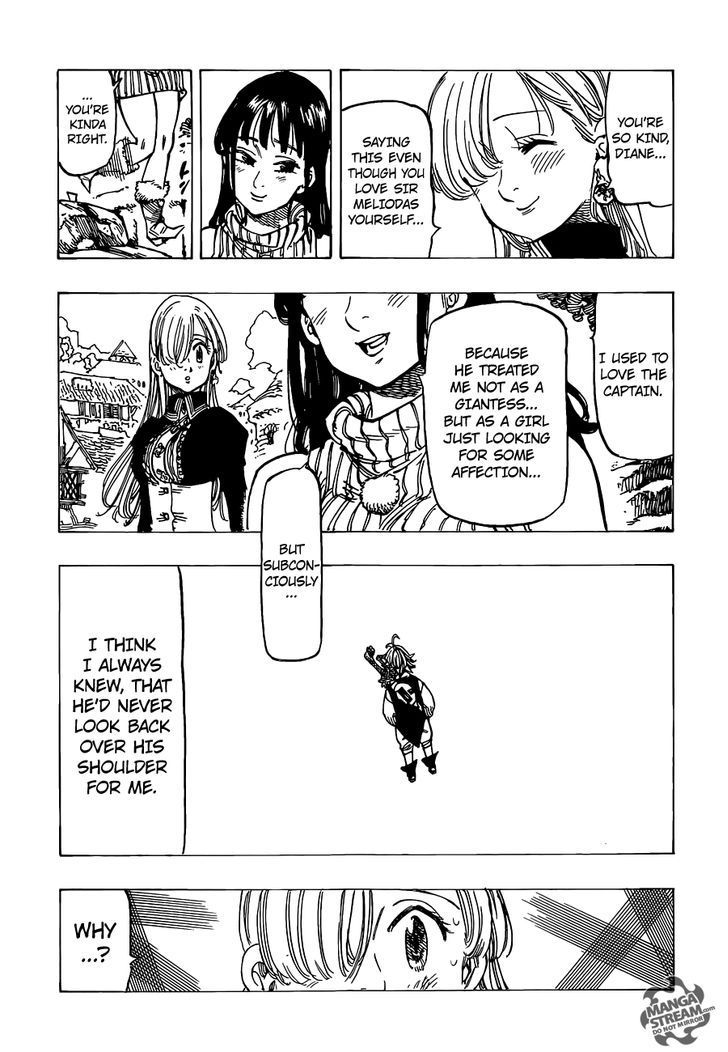 YOU'RE
SO KIND,
DIANE...
SAYING
THIS EVEN
THOUGH YOU
LOVE SIR
MELIODAS
YOURSELF...
...
YOU'RE
KINDA
RIGHT.
I USED TO
LOVE THE
CAPTAIN.
BECAUSE
HE TREATED
ME NOT AS A
GIANTESS...
BUT AS A GIRL
JUST LOOKING
FOR SOME
AFFECTION...
BUT
SUBCON-
CIOUSLY
...
I THINK
I ALWAYS
KNEW, THAT
HE'D NEVER
LOOK BACK
OVER HIS
SHOULDER
FOR ME.
WHY
...?
MANGA
STREAM.com
DO NOT MIRROR